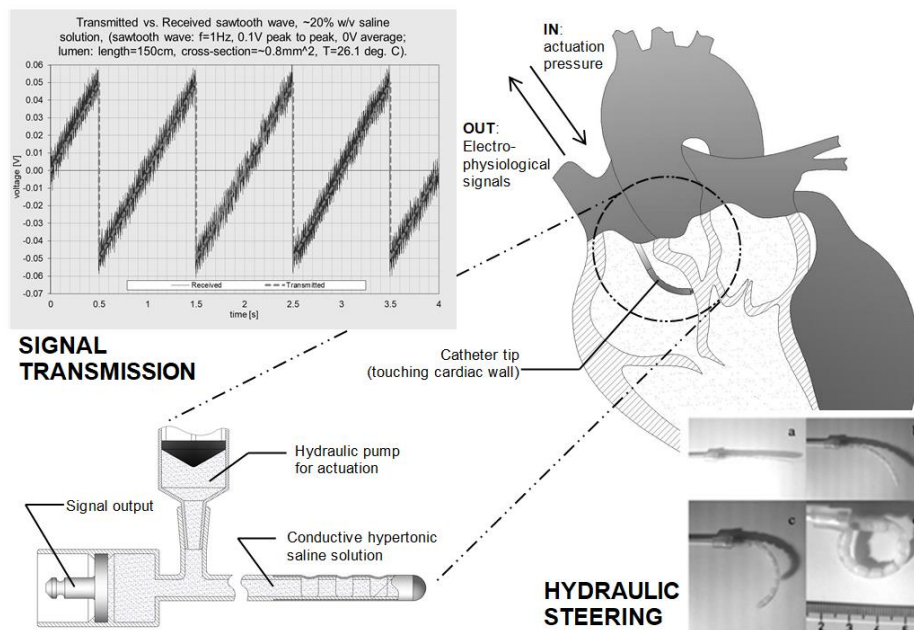 Transmitted vs. Received sawtooth wave, ~20% w/v saline
solution, (sawtooth wave: f=1Hz, 0.1V peak to peak, 0V average;
lumen: length=150cm, cross-section=~0.8mm^2, T=26.1 deg. C).
0.06
0.05
0.04
0.03
0.02
0.01
0.00
-0.01
-0.02
-0.03
-0.04
-0.05
-0.06
-0.07
voltage [V]
Received
Transmitted
0
0.5
1
1.5
2
2.5
3
3.5
4
time [s]
SIGNAL
TRANSMISSION
IN:
actuation
pressure
OUT:
Electro-
physiological
signals
Catheter tip
(touching cardiac wall)
Hydraulic pump
for actuation
Signal output
Conductive hypertonic
saline solution
a
c
2
HYDRAULIC
STEERING